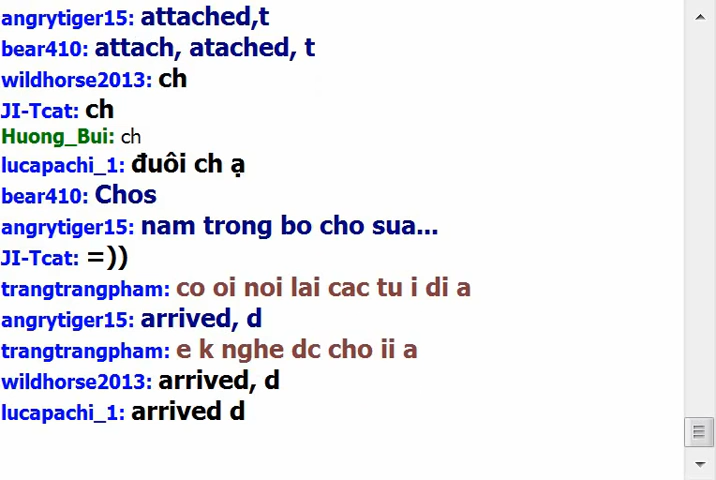 angrytiger15: attached,t
bear410: attach, atached, t
wildhorse2013: ch
JI-Tcat: ch
Huong_Bui: ch
lucapachi_1: đuôi ch ạ
bear410: Chos
angrytiger15: nam trong bo cho sua...
JI-Tcat: =))
trangtrangpham: co oi noi lai cac tu i di a
angrytiger15: arrived, d
trangtrangpham: e k nghe dc cho ii a
wildhorse2013: arrived, d
lucapachi_1: arrived d